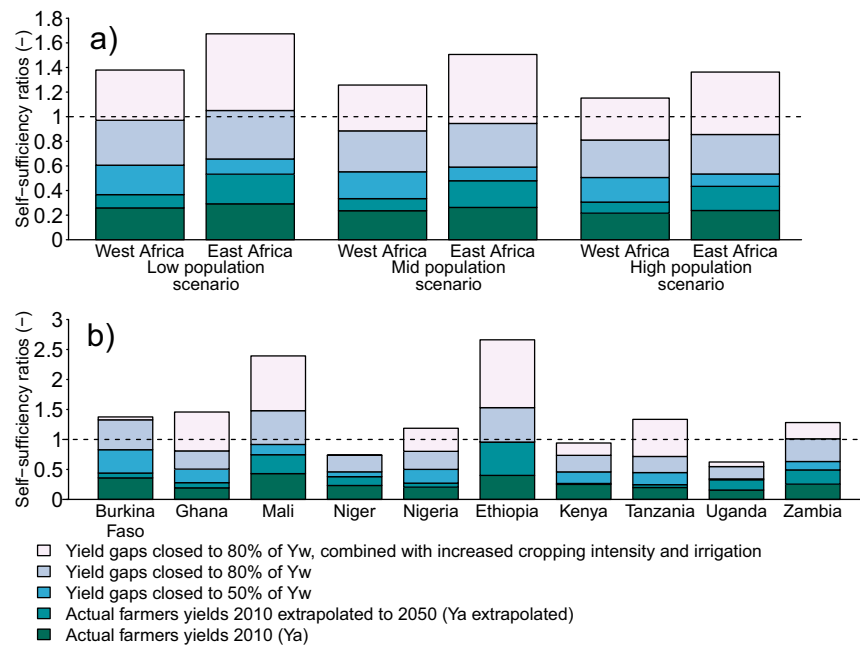 a)
Self−sufficiency ratios (−)
1.8
1.6
1.4
1.2
1
0.8
0.6
0.4
0.2
0
West Africa East Africa West Africa East Africa West Africa East Africa
Low population Mid population High population
scenario scenario scenario
b)
Self−sufficiency ratios (−)
3
2.5
2
1.5
1
0.5
0
Burkina Ghana Mali Niger Nigeria Ethiopia Kenya Tanzania Uganda Zambia
Faso
Yield gaps closed to 80% of Yw, combined with increased cropping intensity and irrigation
Yield gaps closed to 80% of Yw
Yield gaps closed to 50% of Yw
Actual farmers yields 2010 extrapolated to 2050 (Ya extrapolated)
Actual farmers yields 2010 (Ya)